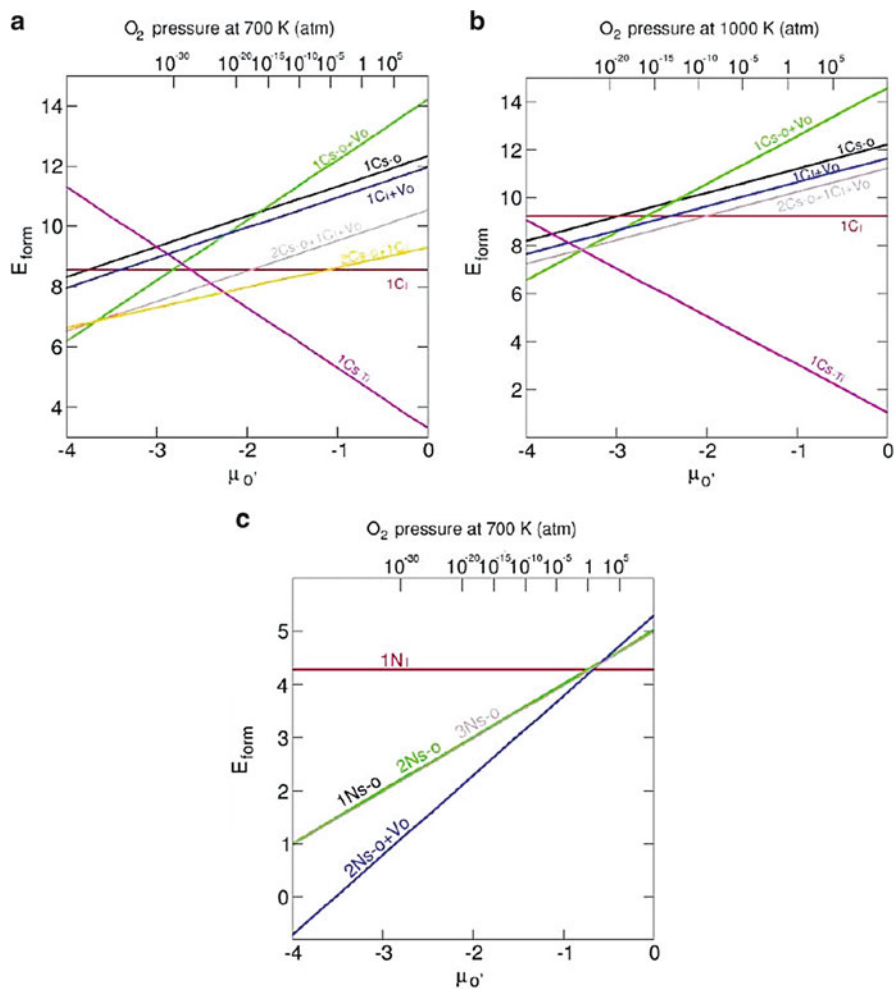 a
O2 pressure at 700 K (atm)
10-30 10-20 10-15 10-10 10-5 1 105
14
12
10
8
6
4
Eform
1Cs-o+Vo
1Cs-o
1CI+Vo
2Cs-o+1CI+Vo
2Cs-o+1CI
1CI
1Cs-Ti
-4 -3 -2 -1 0
μO'
b
O2 pressure at 1000 K (atm)
10-20 10-15 10-10 10-5 1 105
14
12
10
8
6
4
2
Eform
1Cs-o+Vo
1Cs-o
1CI+Vo
2Cs-o+1CI+Vo
1CI
1Cs-Ti
-4 -3 -2 -1 0
μO'
c
O2 pressure at 700 K (atm)
10-30 10-20 10-15 10-10 10-5 1 105
5
4
3
2
1
0
Eform
1NI
3Ns-o
2Ns-o
1Ns-o
2Ns-o+Vo
-4 -3 -2 -1 0
μO'